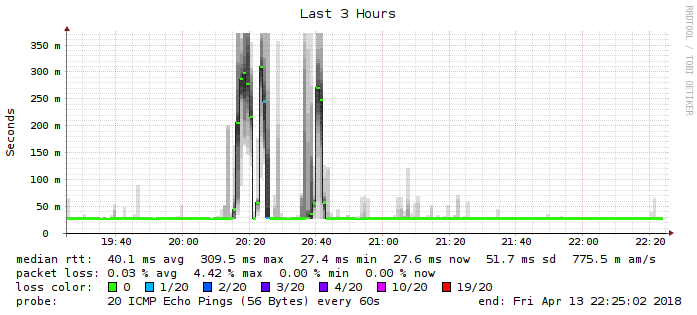 Last 3 Hours
RRDTOOL / TOBI OETIKER
Seconds
350 m
300 m
250 m
200 m
150 m
100 m
50 m
0
19:40 20:00 20:20 20:40 21:00 21:20 21:40 22:00 22:20
median rtt: 40.1 ms avg 309.5 ms max 27.4 ms min 27.6 ms now 51.7 ms sd 775.5 m am/s
packet loss: 0.03 % avg 4.42 % max 0.00 % min 0.00 % now
loss color: 0 1/20 2/20 3/20 4/20 10/20 19/20
probe: 20 ICMP Echo Pings (56 Bytes) every 60s end: Fri Apr 13 22:25:02 2018